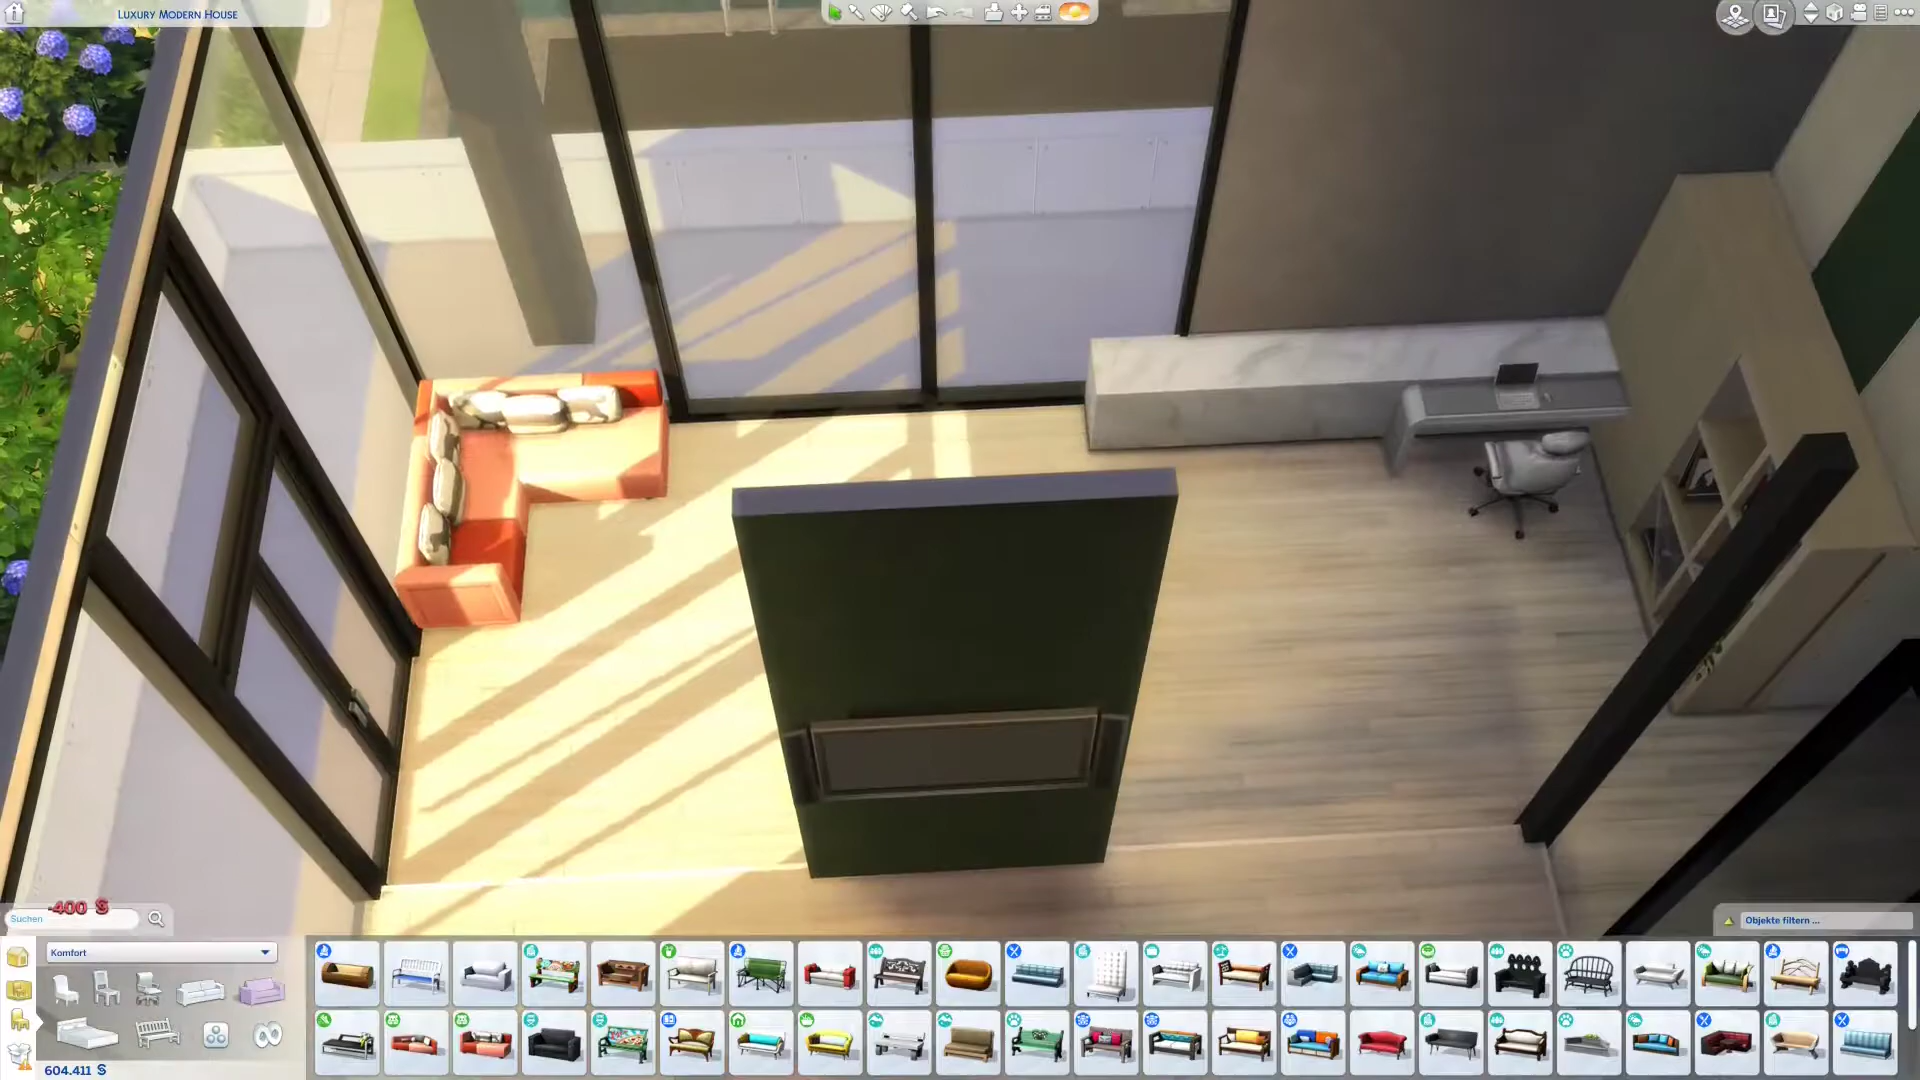 Luxury Modern House
-400 §
Suchen
Objekte filtern ...
Komfort
604.411 §